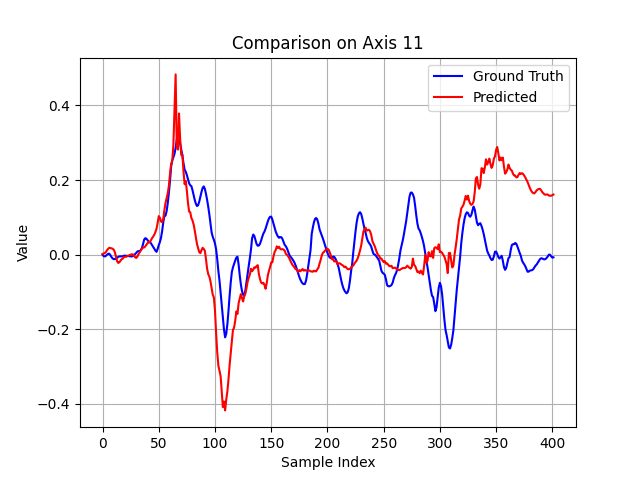 Comparison on Axis 11
Ground Truth
Predicted
Value
0.4
0.2
0.0
−0.2
−0.4
0 50 100 150 200 250 300 350 400
Sample Index